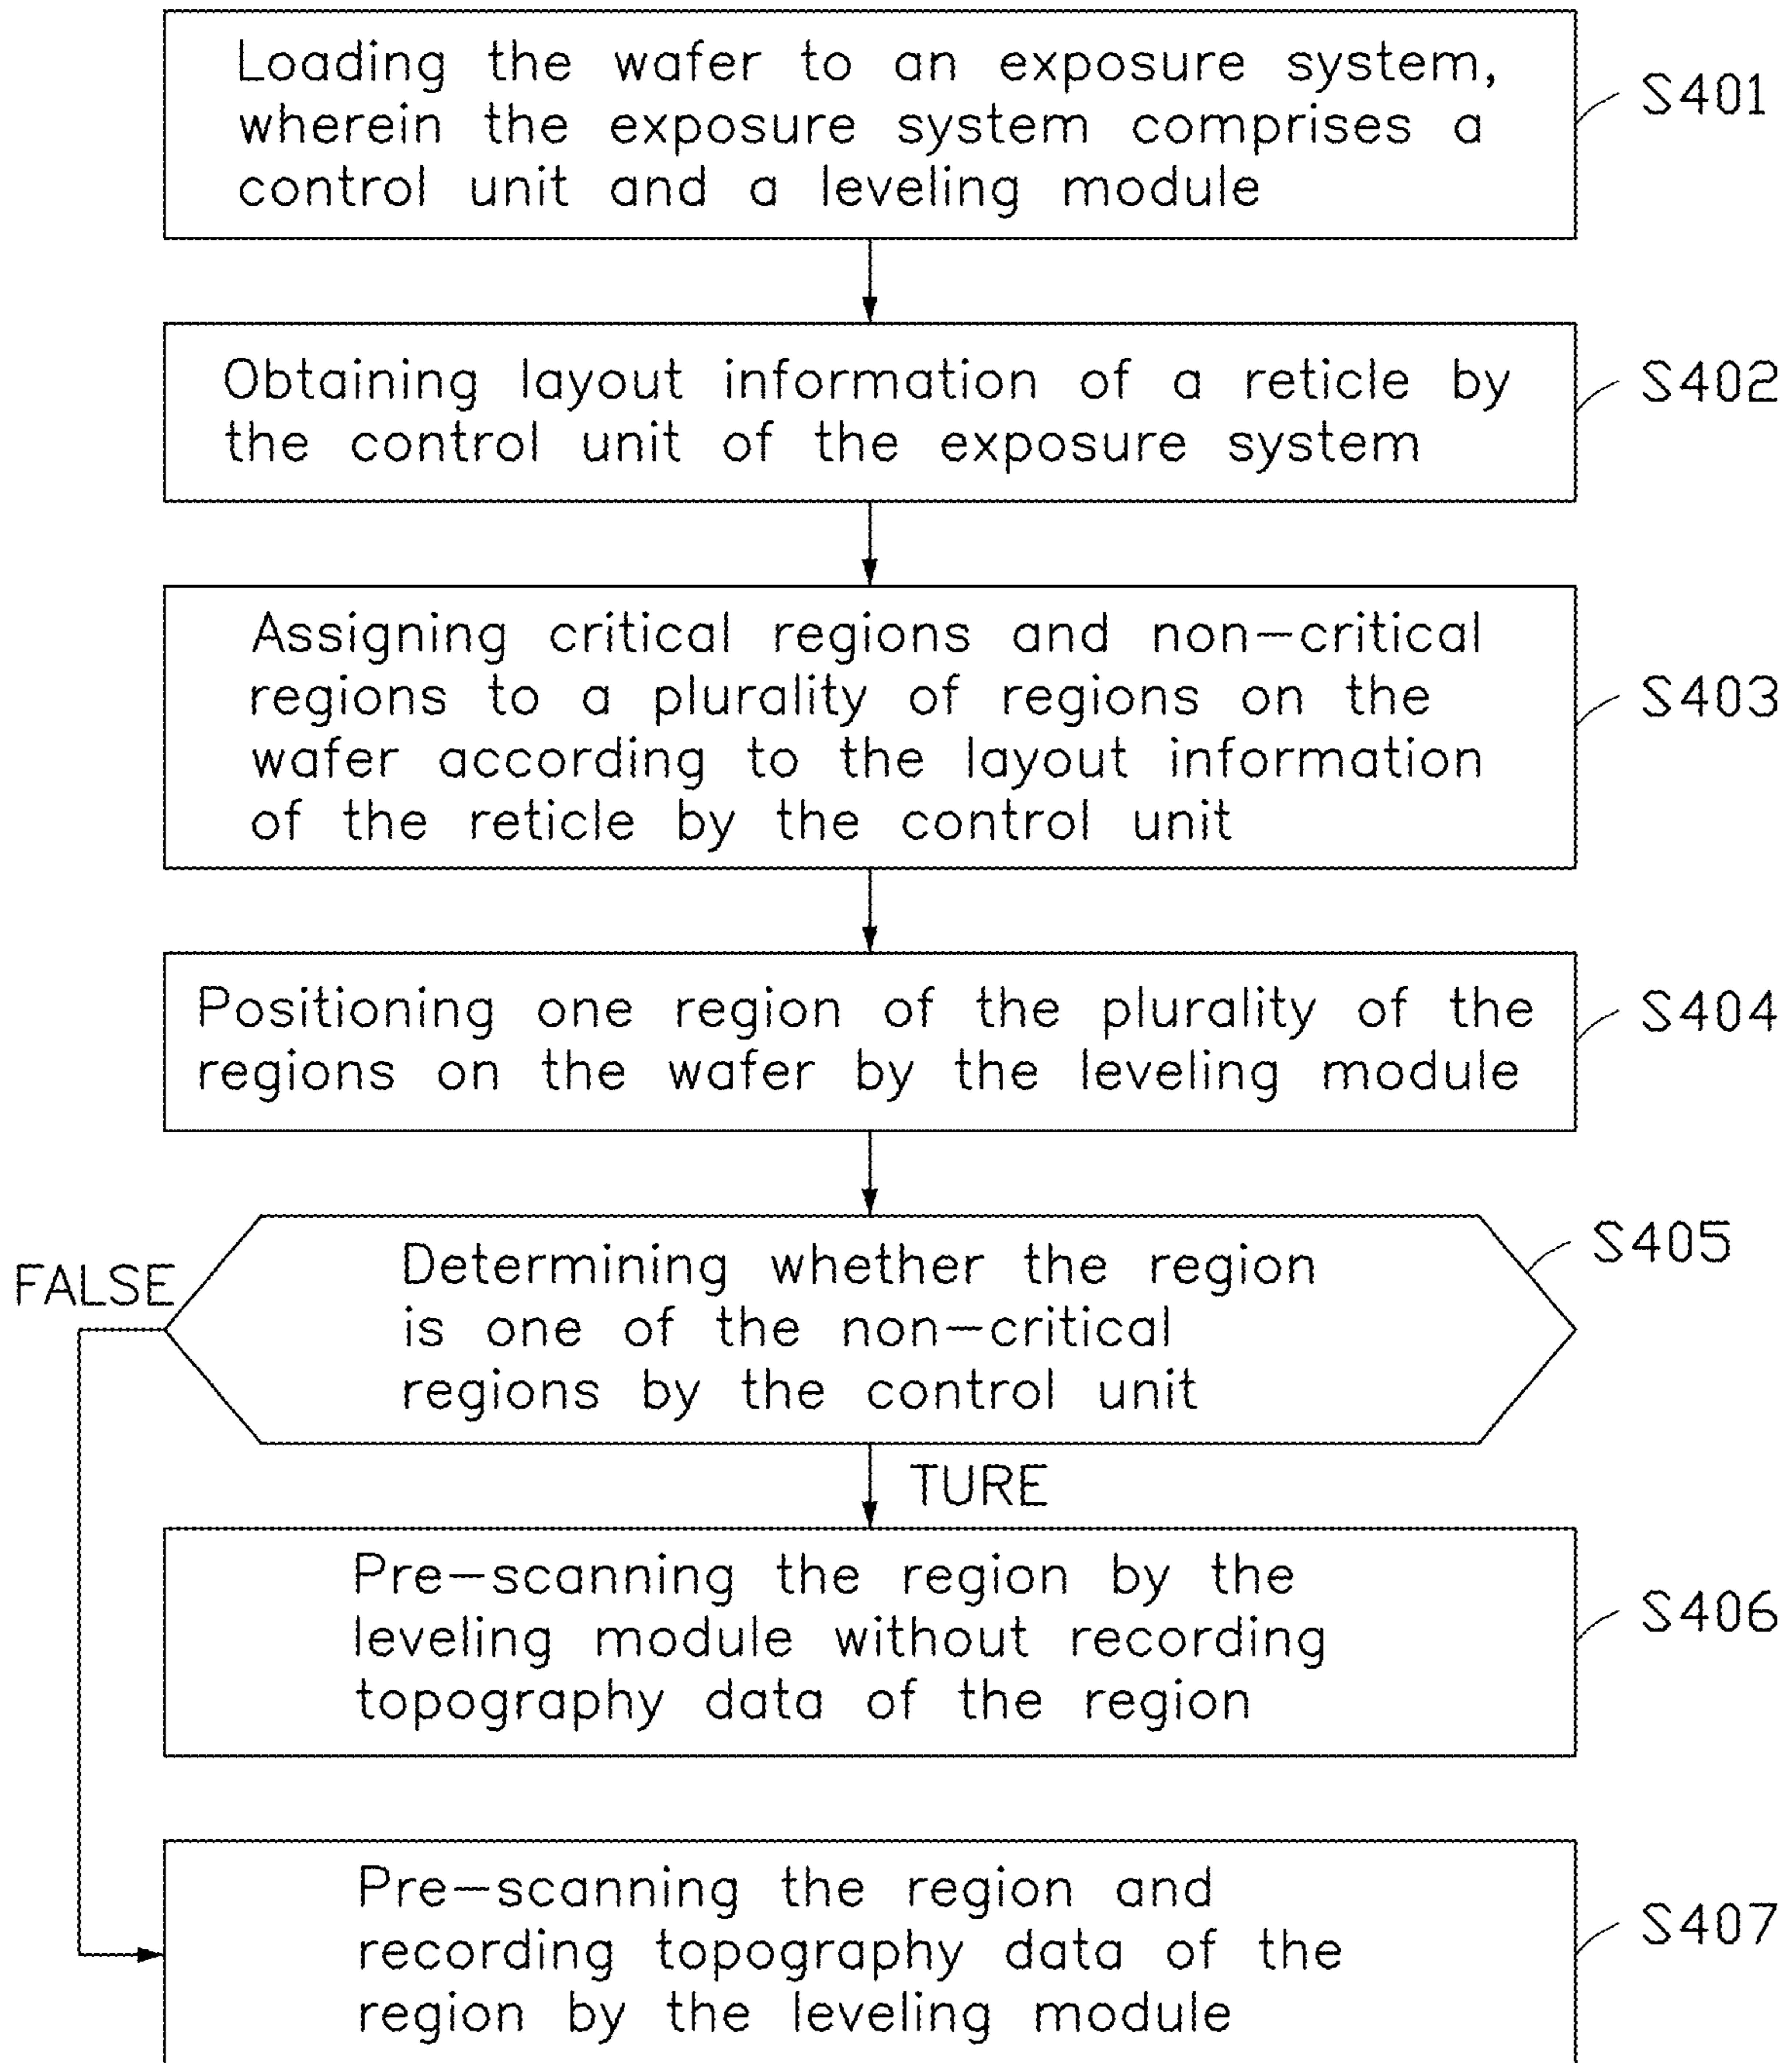 Loading the wafer to an exposure system,
wherein the exposure system comprises a
control unit and a leveling module
S401
Obtaining layout information of a reticle by
the control unit of the exposure system
S402
Assigning critical regions and non-critical
regions to a plurality of regions on the
wafer according to the layout information
of the reticle by the control unit
S403
Positioning one region of the plurality of the
regions on the wafer by the leveling module
S404
Determining whether the region
is one of the non-critical
regions by the control unit
S405
FALSE
TURE
Pre-scanning the region by the
leveling module without recording
topography data of the region
S406
Pre-scanning the region and
recording topography data of the
region by the leveling module
S407